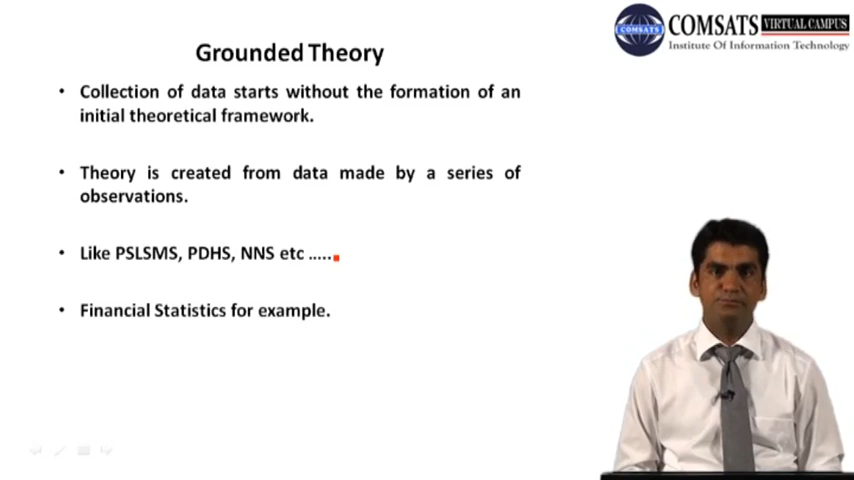 COMSATS VIRTUAL CAMPUS
Institute Of Information Technology
COMSATS
Grounded Theory
• Collection of data starts without the formation of an
initial theoretical framework.
• Theory is created from data made by a series of
observations.
• Like PSLSMS, PDHS, NNS etc .....
• Financial Statistics for example.